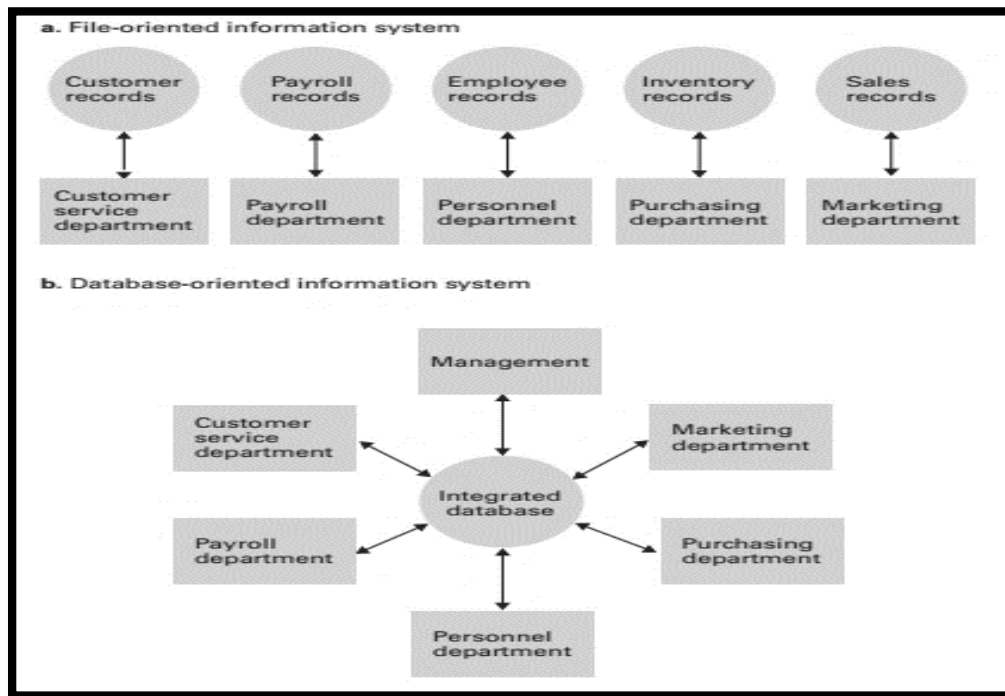 a. File-oriented information system
Customer records
Payroll records
Employee records
Inventory records
Sales records
Customer service department
Payroll department
Personnel department
Purchasing department
Marketing department
b. Database-oriented information system
Management
Customer service department
Marketing department
Integrated database
Payroll department
Purchasing department
Personnel department